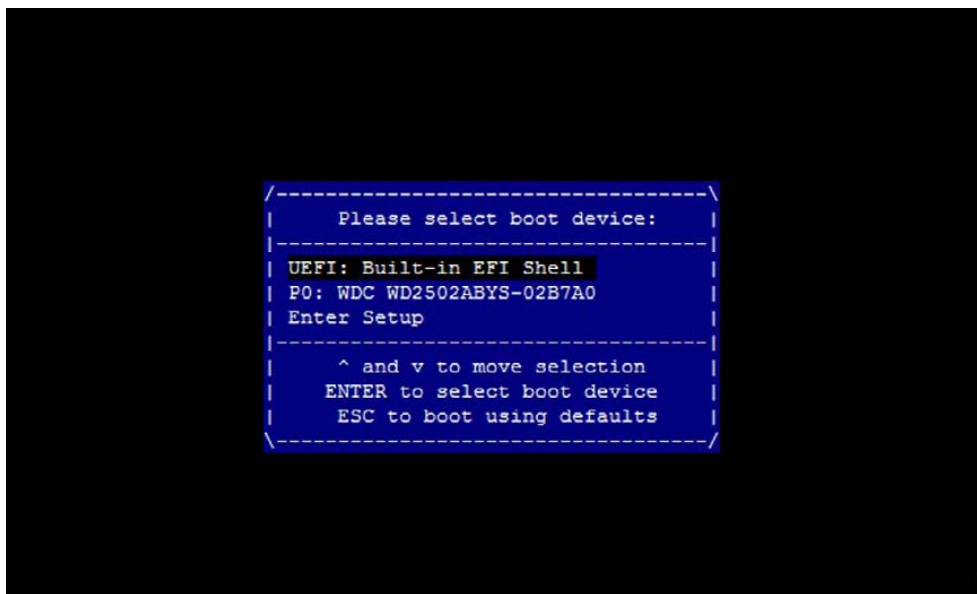 /-----------------------------------\
| Please select boot device: |
|-----------------------------------|
| UEFI: Built-in EFI Shell |
| P0: WDC WD2502ABYS-02B7A0 |
| Enter Setup |
|-----------------------------------|
| ^ and v to move selection |
| ENTER to select boot device |
| ESC to boot using defaults |
\-----------------------------------/